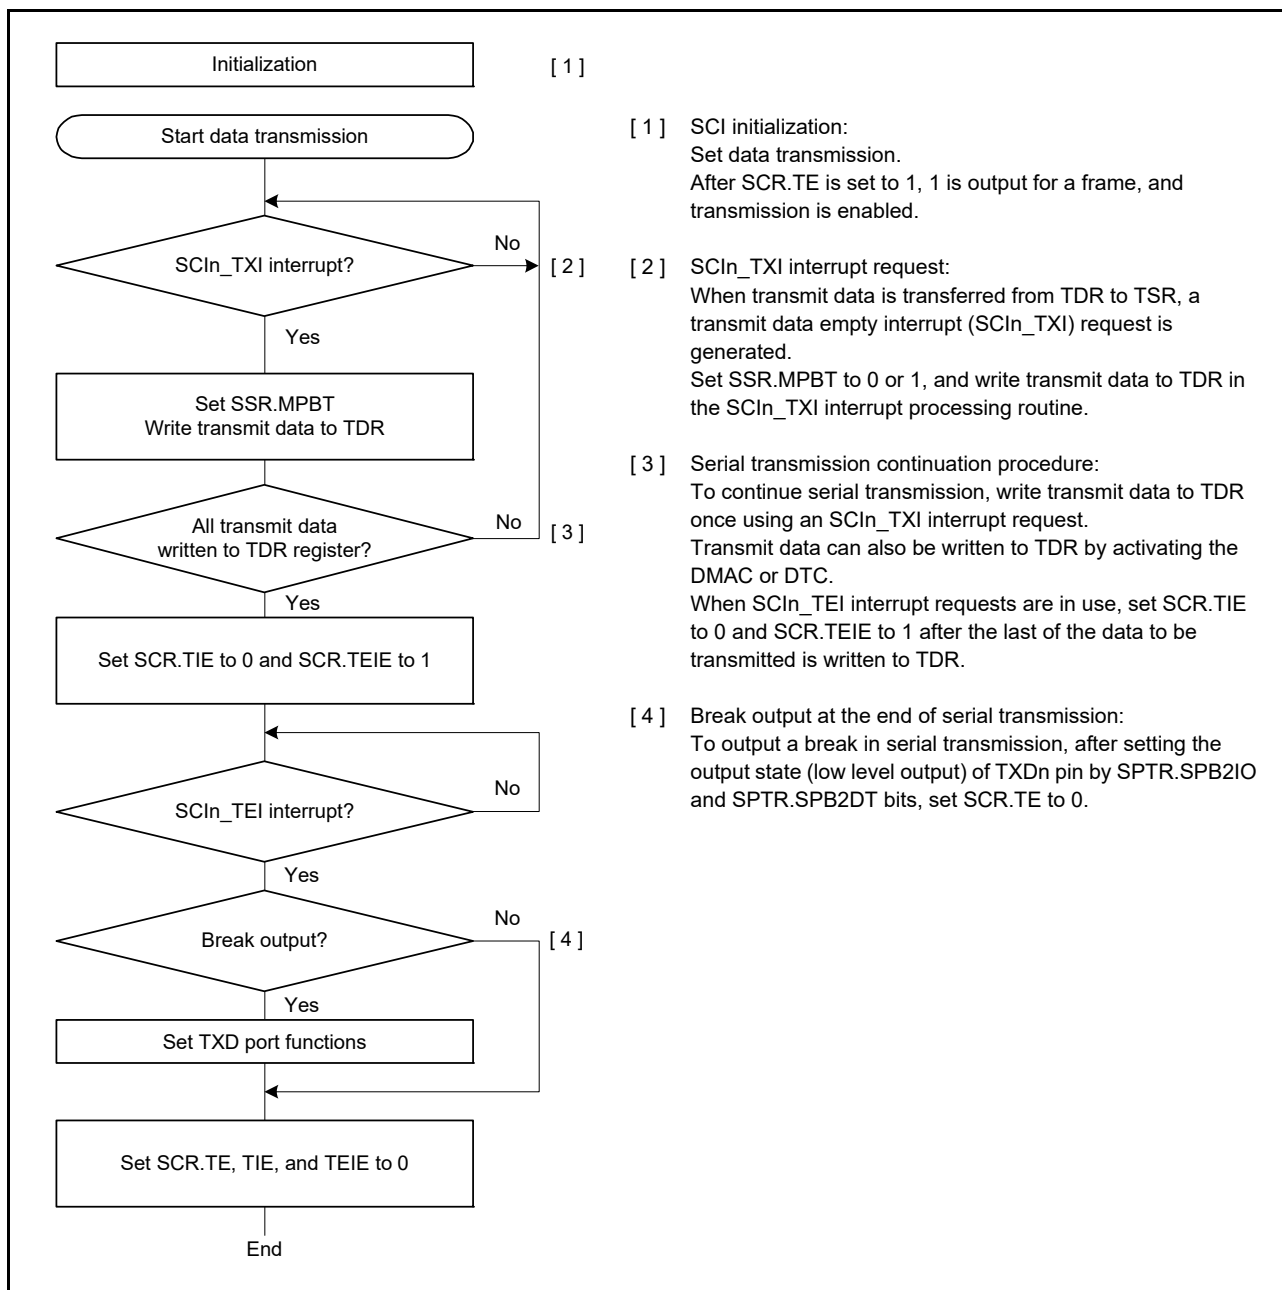 Initialization
[ 1 ]
Start data transmission
SCIn_TXI interrupt?
No
[ 2 ]
Yes
Set SSR.MPBT
Write transmit data to TDR
All transmit data
written to TDR register?
No
[ 3 ]
Yes
Set SCR.TIE to 0 and SCR.TEIE to 1
SCIn_TEI interrupt?
No
Yes
Break output?
No
[ 4 ]
Yes
Set TXD port functions
Set SCR.TE, TIE, and TEIE to 0
End
[ 1 ] SCI initialization:
Set data transmission.
After SCR.TE is set to 1, 1 is output for a frame, and
transmission is enabled.
[ 2 ] SCIn_TXI interrupt request:
When transmit data is transferred from TDR to TSR, a
transmit data empty interrupt (SCIn_TXI) request is
generated.
Set SSR.MPBT to 0 or 1, and write transmit data to TDR in
the SCIn_TXI interrupt processing routine.
[ 3 ] Serial transmission continuation procedure:
To continue serial transmission, write transmit data to TDR
once using an SCIn_TXI interrupt request.
Transmit data can also be written to TDR by activating the
DMAC or DTC.
When SCIn_TEI interrupt requests are in use, set SCR.TIE
to 0 and SCR.TEIE to 1 after the last of the data to be
transmitted is written to TDR.
[ 4 ] Break output at the end of serial transmission:
To output a break in serial transmission, after setting the
output state (low level output) of TXDn pin by SPTR.SPB2IO
and SPTR.SPB2DT bits, set SCR.TE to 0.